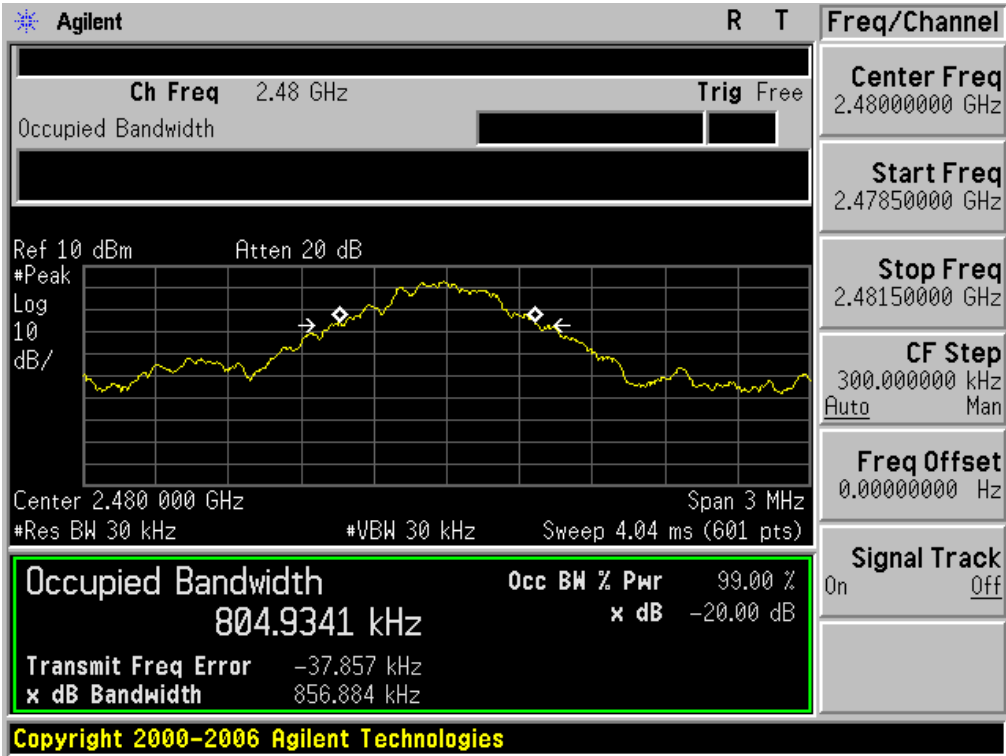 Agilent R T Freq/Channel
Ch Freq 2.48 GHz Trig Free
Occupied Bandwidth
Center Freq
2.48000000 GHz
Start Freq
2.47850000 GHz
Stop Freq
2.48150000 GHz
CF Step
300.000000 kHz
Auto Man
Freq Offset
0.00000000 Hz
Signal Track
On Off
Ref 10 dBm Atten 20 dB
#Peak
Log
10
dB/
Center 2.480 000 GHz Span 3 MHz
#Res BW 30 kHz #VBW 30 kHz Sweep 4.04 ms (601 pts)
Occupied Bandwidth Occ BW % Pwr 99.00 %
804.9341 kHz x dB -20.00 dB
Transmit Freq Error -37.857 kHz
x dB Bandwidth 856.884 kHz
Copyright 2000-2006 Agilent Technologies